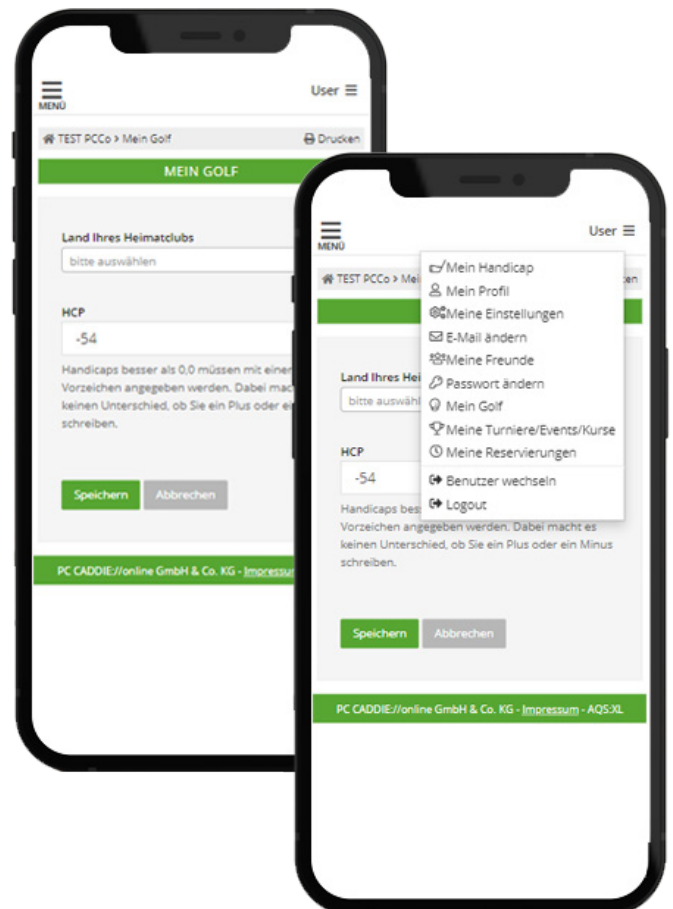 MENÜ
User
TEST PCCo > Mein Golf
Drucken
MEIN GOLF
Land Ihres Heimatclubs
bitte auswählen
HCP
-54
Handicaps besser als 0,0 müssen mit einer
Vorzeichen angegeben werden. Dabei mac
keinen Unterschied, ob Sie ein Plus oder e
schreiben.
Speichern
Abbrechen
PC CADDIE://online GmbH & Co. KG - Impressu
MENÜ
User
TEST PCCo > Mei
en
Mein Handicap
Mein Profil
Meine Einstellungen
E-Mail ändern
Meine Freunde
Passwort ändern
Mein Golf
Meine Turniere/Events/Kurse
Meine Reservierungen
Benutzer wechseln
Logout
Land Ihres Hei
bitte auswähl
HCP
-54
Handicaps bes
Vorzeichen angegeben werden. Dabei macht es
keinen Unterschied, ob Sie ein Plus oder ein Minus
schreiben.
Speichern
Abbrechen
PC CADDIE://online GmbH & Co. KG - Impressum - AQS:XL